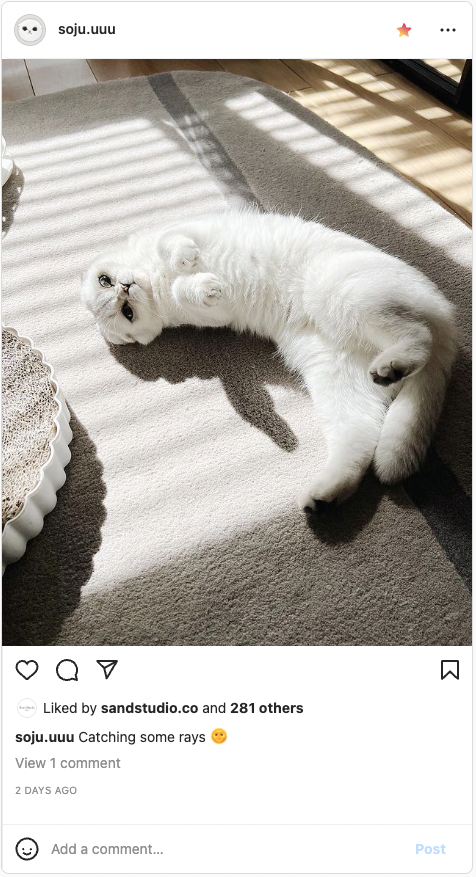 soju.uuu
Liked by sandstudio.co and 281 others
soju.uuu Catching some rays 🌞
View 1 comment
2 DAYS AGO
Add a comment... Post